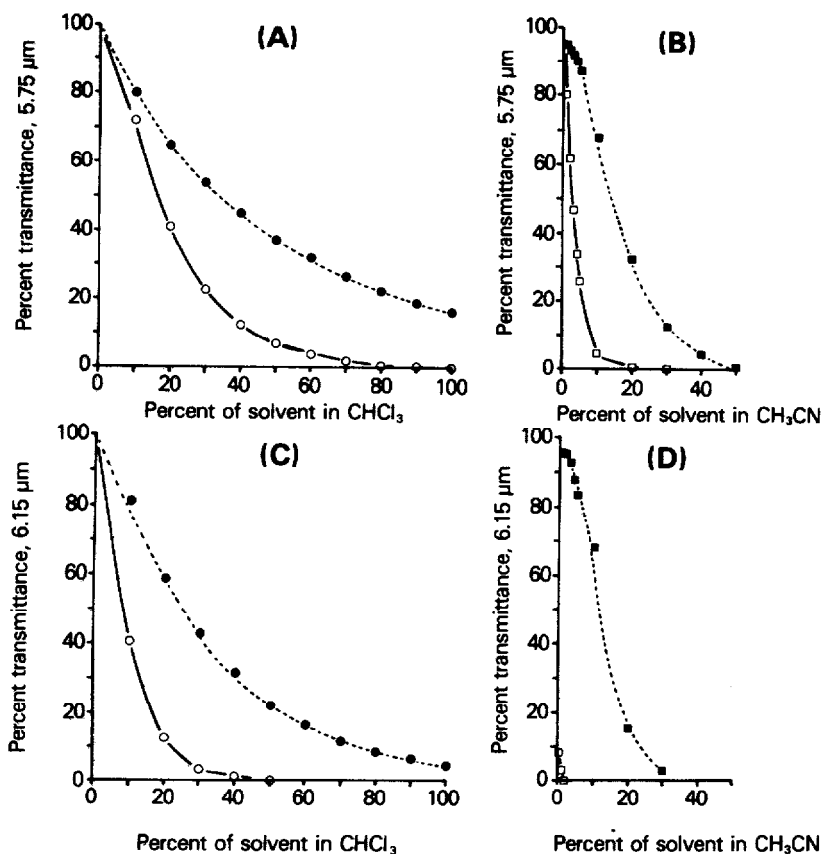 (A)
Percent transmittance, 5.75 µm
100
80
60
40
20
0
0 20 40 60 80 100
Percent of solvent in CHCl₃
(B)
Percent transmittance, 5.75 µm
100
80
60
40
20
0
0 20 40
Percent of solvent in CH₃CN
(C)
Percent transmittance, 6.15 µm
100
80
60
40
20
0
0 20 40 60 80 100
Percent of solvent in CHCl₃
(D)
Percent transmittance, 6.15 µm
100
80
60
40
20
0
0 20 40
Percent of solvent in CH₃CN